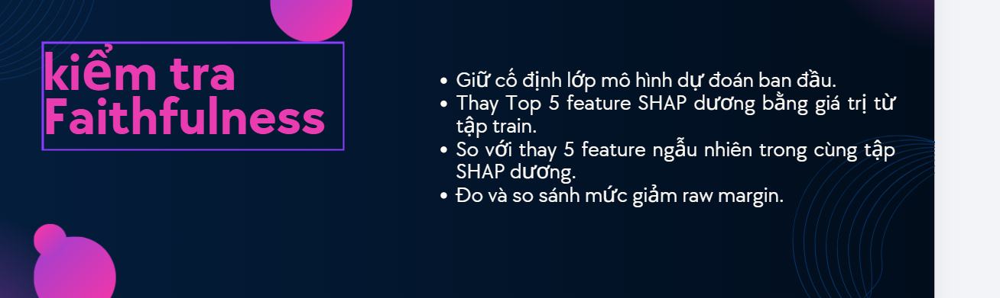 kiểm tra
Faithfulness
• Giữ cố định lớp mô hình dự đoán ban đầu.
• Thay Top 5 feature SHAP dương bằng giá trị từ
tập train.
• So với thay 5 feature ngẫu nhiên trong cùng tập
SHAP dương.
• Đo và so sánh mức giảm raw margin.